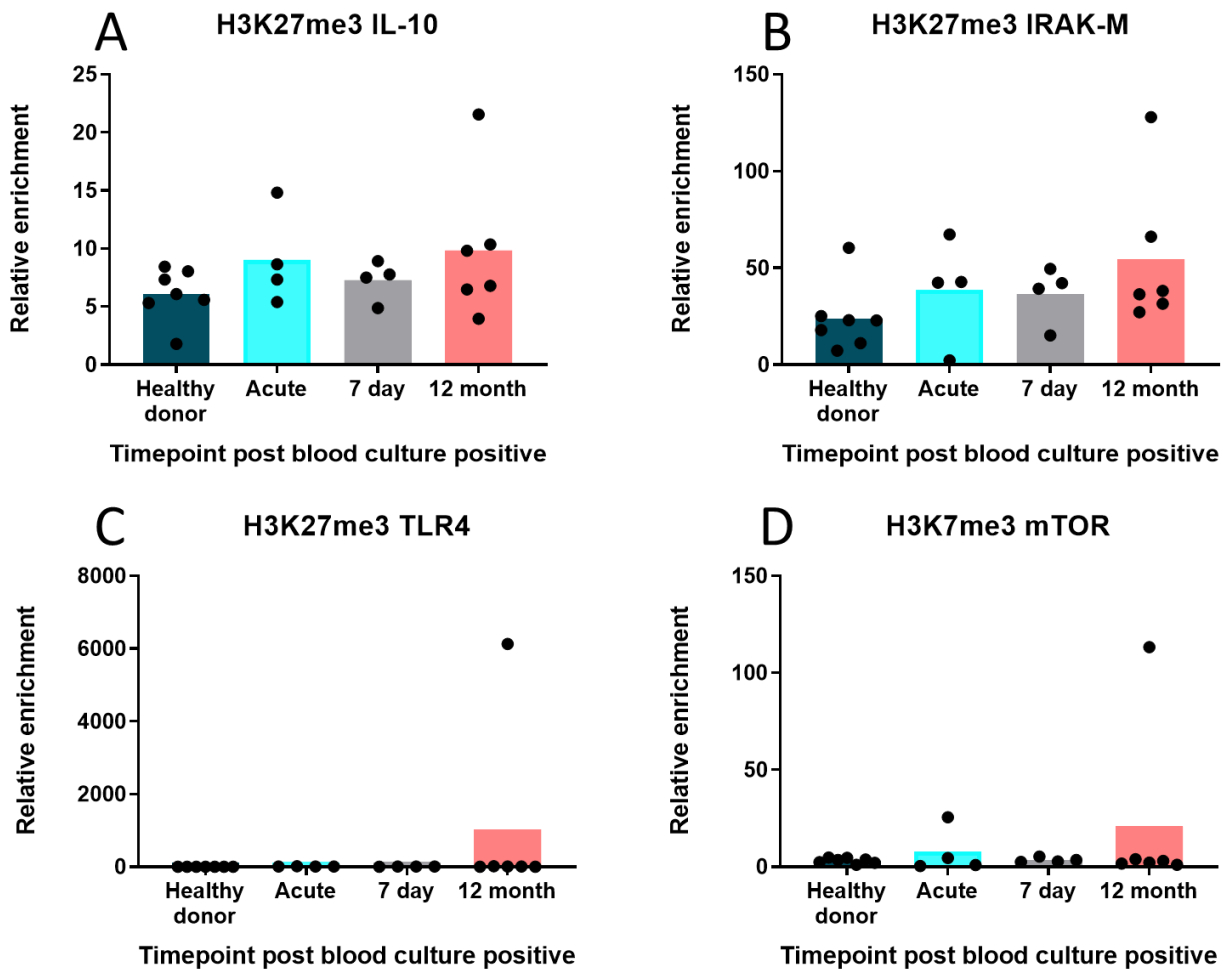 A
H3K27me3 IL-10
Relative enrichment
25
20
15
10
5
0
Healthy donor
Acute
7 day
12 month
Timepoint post blood culture positive
B
H3K27me3 IRAK-M
Relative enrichment
150
100
50
0
Healthy donor
Acute
7 day
12 month
Timepoint post blood culture positive
C
H3K27me3 TLR4
Relative enrichment
8000
6000
4000
2000
0
Healthy donor
Acute
7 day
12 month
Timepoint post blood culture positive
D
H3K7me3 mTOR
Relative enrichment
150
100
50
0
Healthy donor
Acute
7 day
12 month
Timepoint post blood culture positive